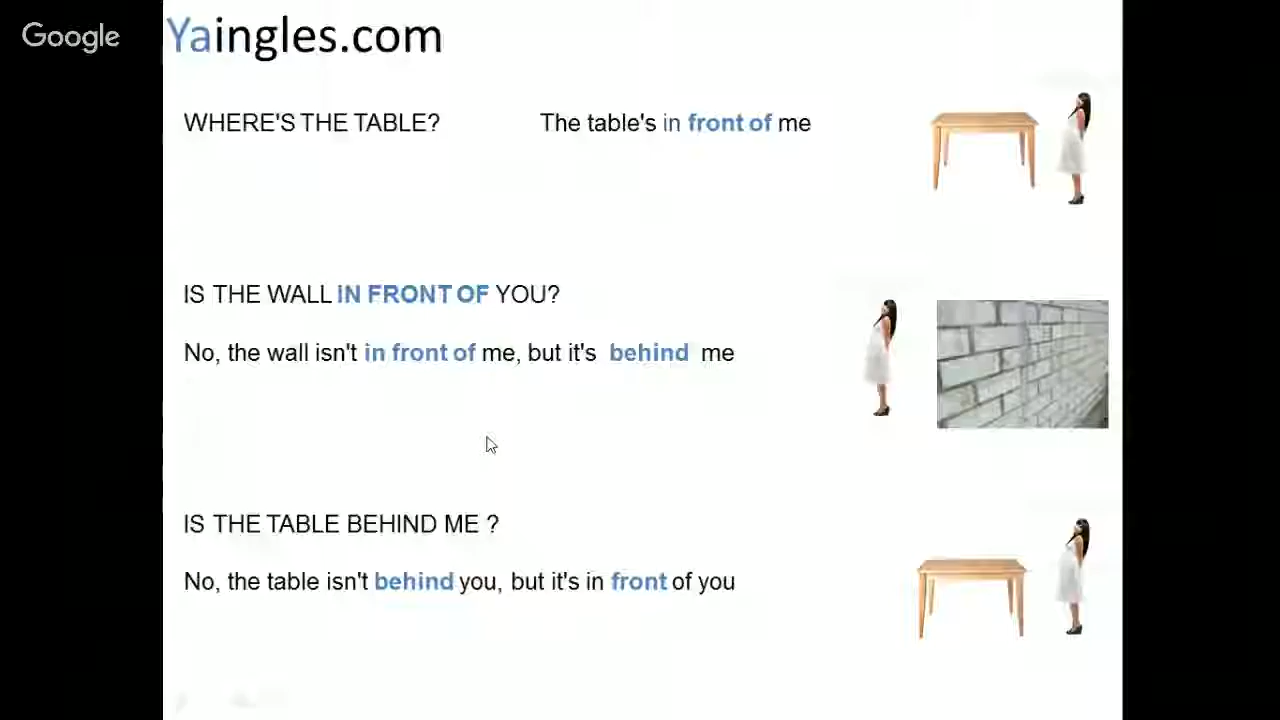 Google
Yaingles.com
WHERE'S THE TABLE? The table's in front of me
IS THE WALL IN FRONT OF YOU?
No, the wall isn't in front of me, but it's behind me
IS THE TABLE BEHIND ME ?
No, the table isn't behind you, but it's in front of you